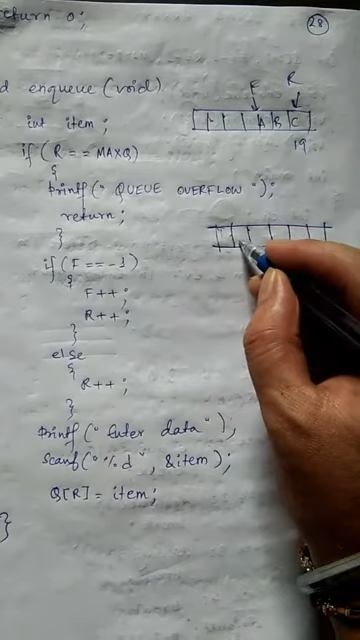 return 0;
28
d enqueue (void)
int item;
if (R == MAXQ)
{
printf(" QUEUE OVERFLOW ");
return;
}
if (F == -1)
{
F++;
R++;
}
else
{
R++;
}
Printf (" Enter data ");
Scanf("%d", &item);
Q[R] = item;
}
F R
A B C
19